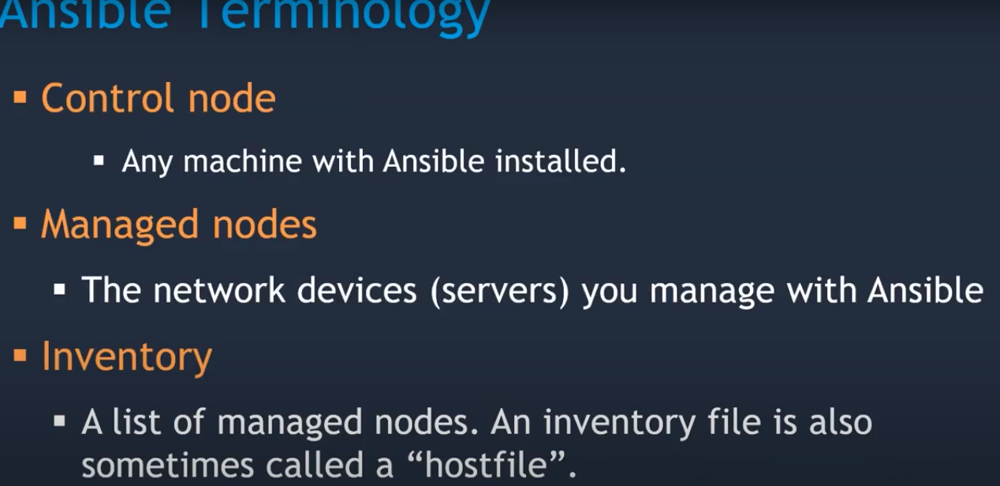 Ansible Terminology
Control node
Any machine with Ansible installed.
Managed nodes
The network devices (servers) you manage with Ansible
Inventory
A list of managed nodes. An inventory file is also
sometimes called a “hostfile”.